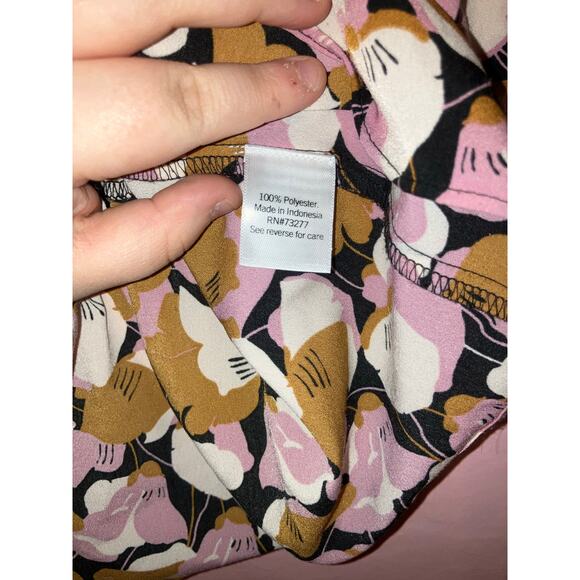 100% Polyester.
Made in Indonesia
RN#73277
See reverse for care